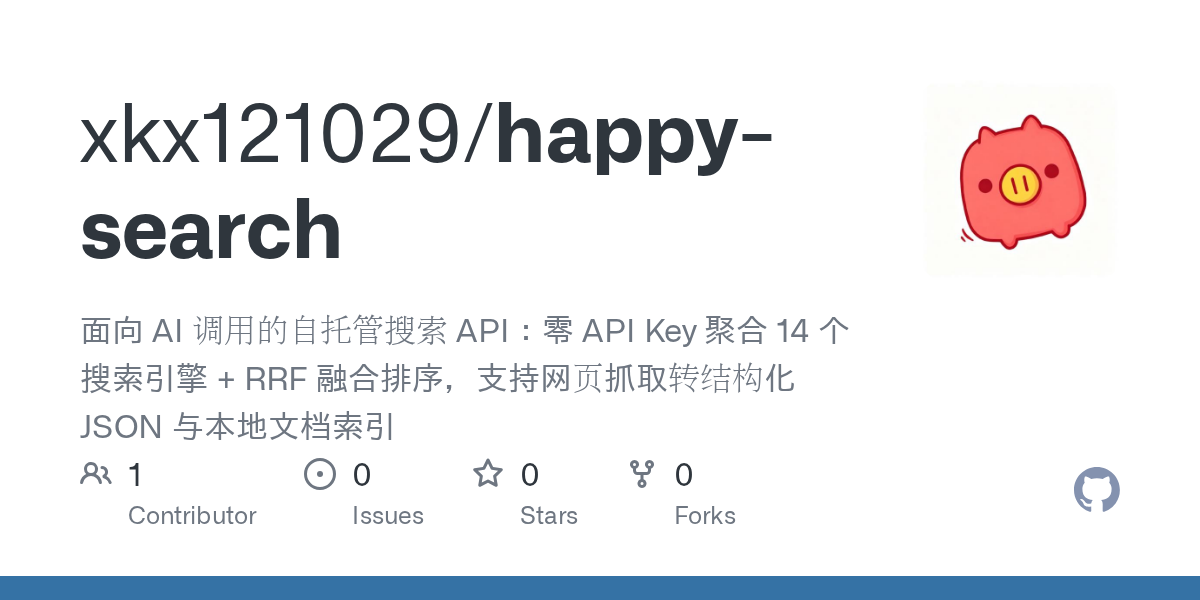 xkx121029/happy-
search
面向 AI 调用的自托管搜索 API：零 API Key 聚合 14 个
搜索引擎 + RRF 融合排序，支持网页抓取转结构化
JSON 与本地文档索引
1 0 0 0
Contributor Issues Stars Forks